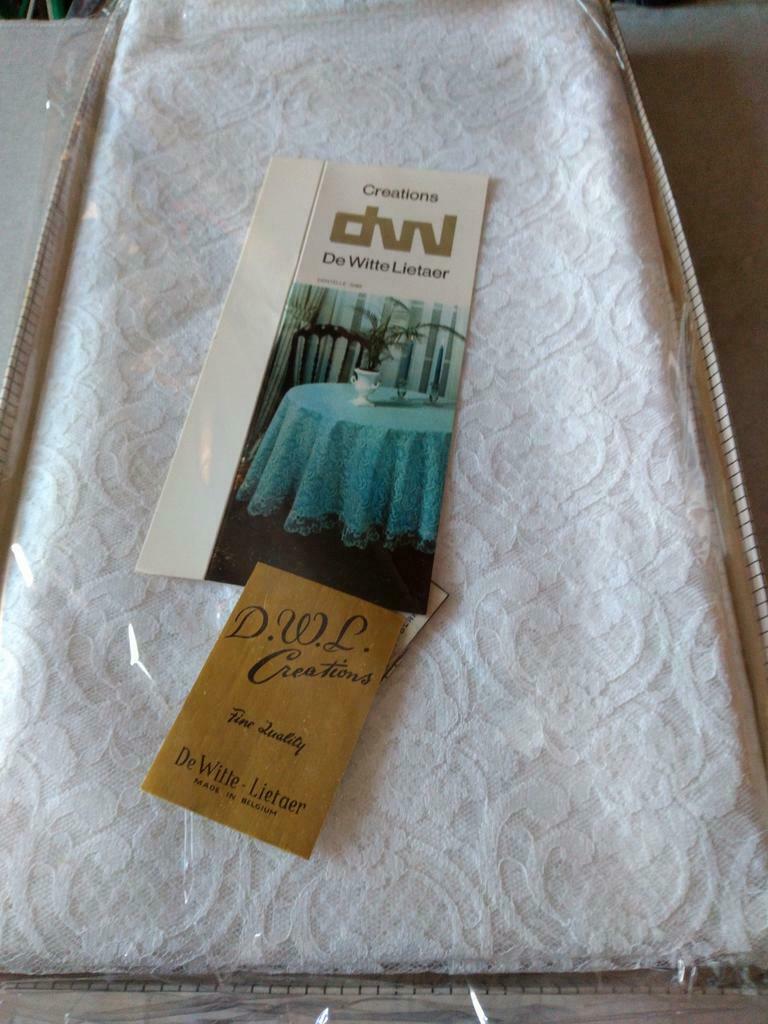 Creations
dwl
De Witte Lietaer
D.W.L.
Creations
Fine Quality
De Witte - Lietaer
MADE IN BELGIUM